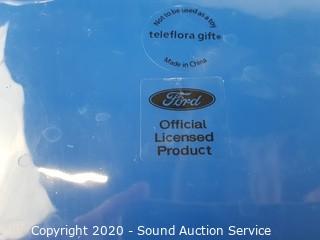 Not to be used as a toy
teleflora gift®
Made in China
Ford
Official
Licensed
Product
Copyright 2020 - Sound Auction Service